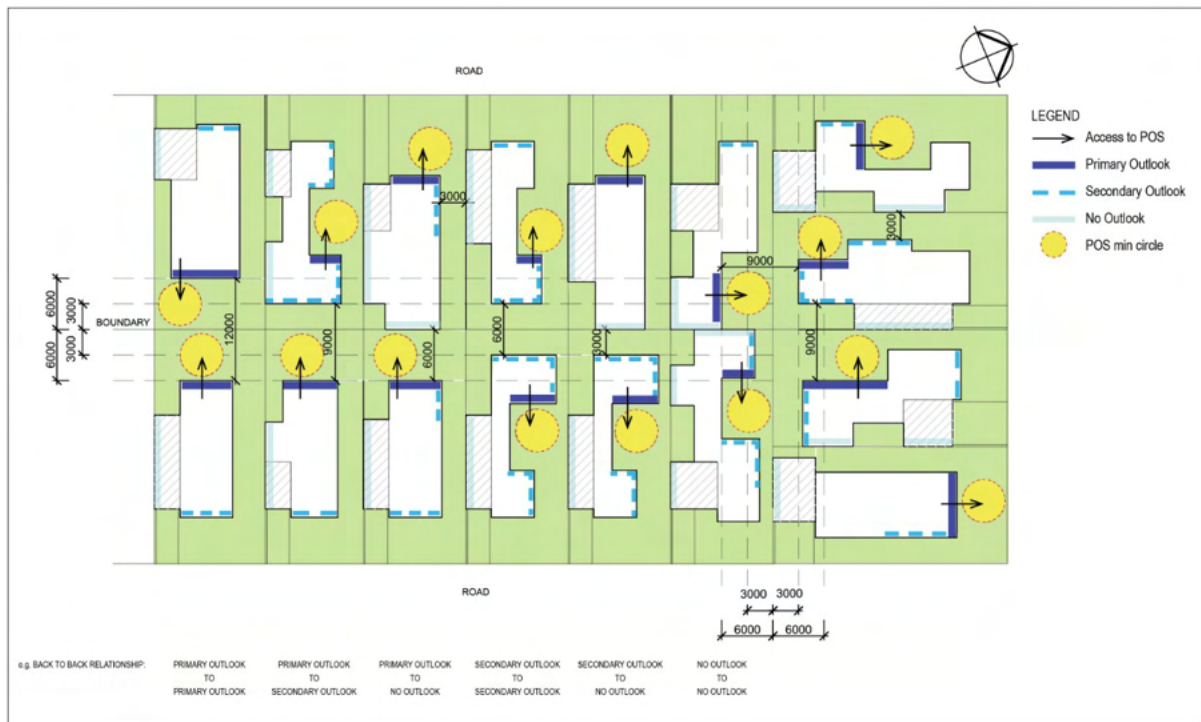 ROAD
LEGEND
Access to POS
Primary Outlook
Secondary Outlook
No Outlook
POS min circle
3000
3000
9000
6000
3000
BOUNDARY
3000
6000
12000
9000
6000
6000
3000
9000
ROAD
3000 3000
6000 6000
e.g. BACK TO BACK RELATIONSHIP:
PRIMARY OUTLOOK
TO
PRIMARY OUTLOOK
PRIMARY OUTLOOK
TO
SECONDARY OUTLOOK
PRIMARY OUTLOOK
TO
NO OUTLOOK
SECONDARY OUTLOOK
TO
SECONDARY OUTLOOK
SECONDARY OUTLOOK
TO
NO OUTLOOK
NO OUTLOOK
TO
NO OUTLOOK